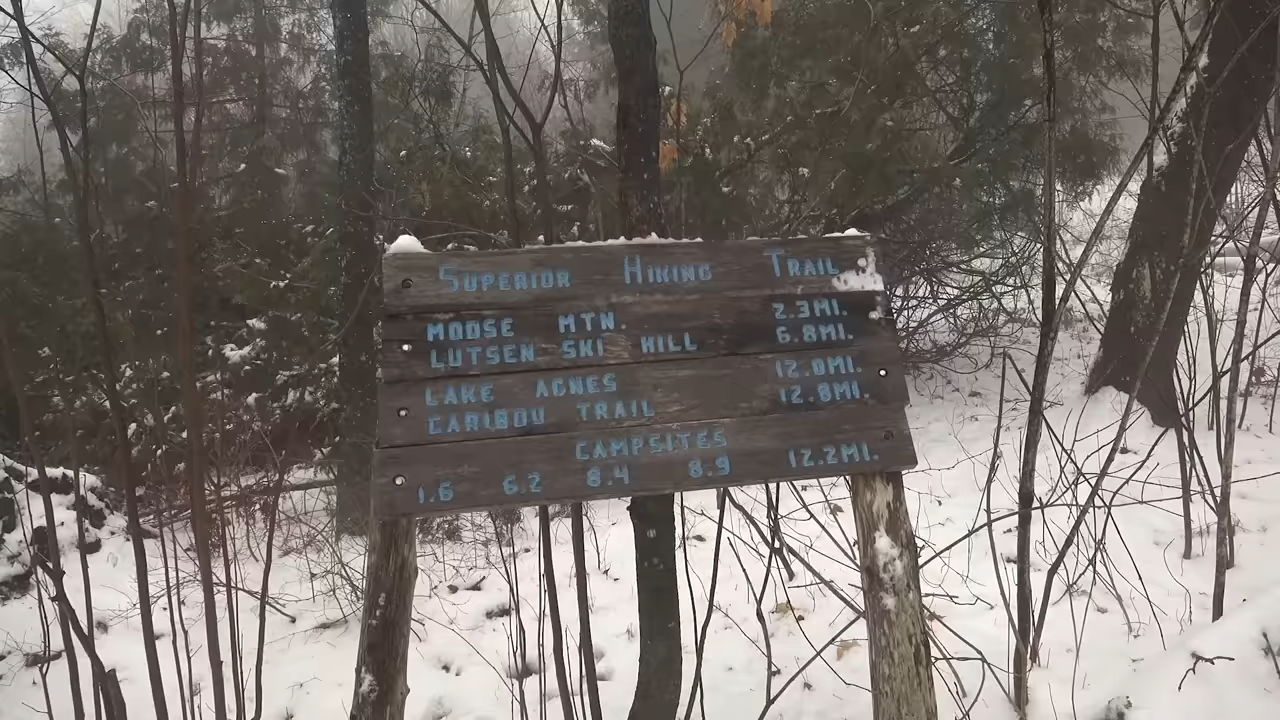 Superior Hiking Trail
MOOSE MTN. 2.3MI.
LUTSEN SKI HILL 6.8MI.
LAKE AGNES 12.0MI.
CARIBOU TRAIL 12.8MI.
CAMPSITES
1.6 6.2 8.4 8.9 12.2MI.